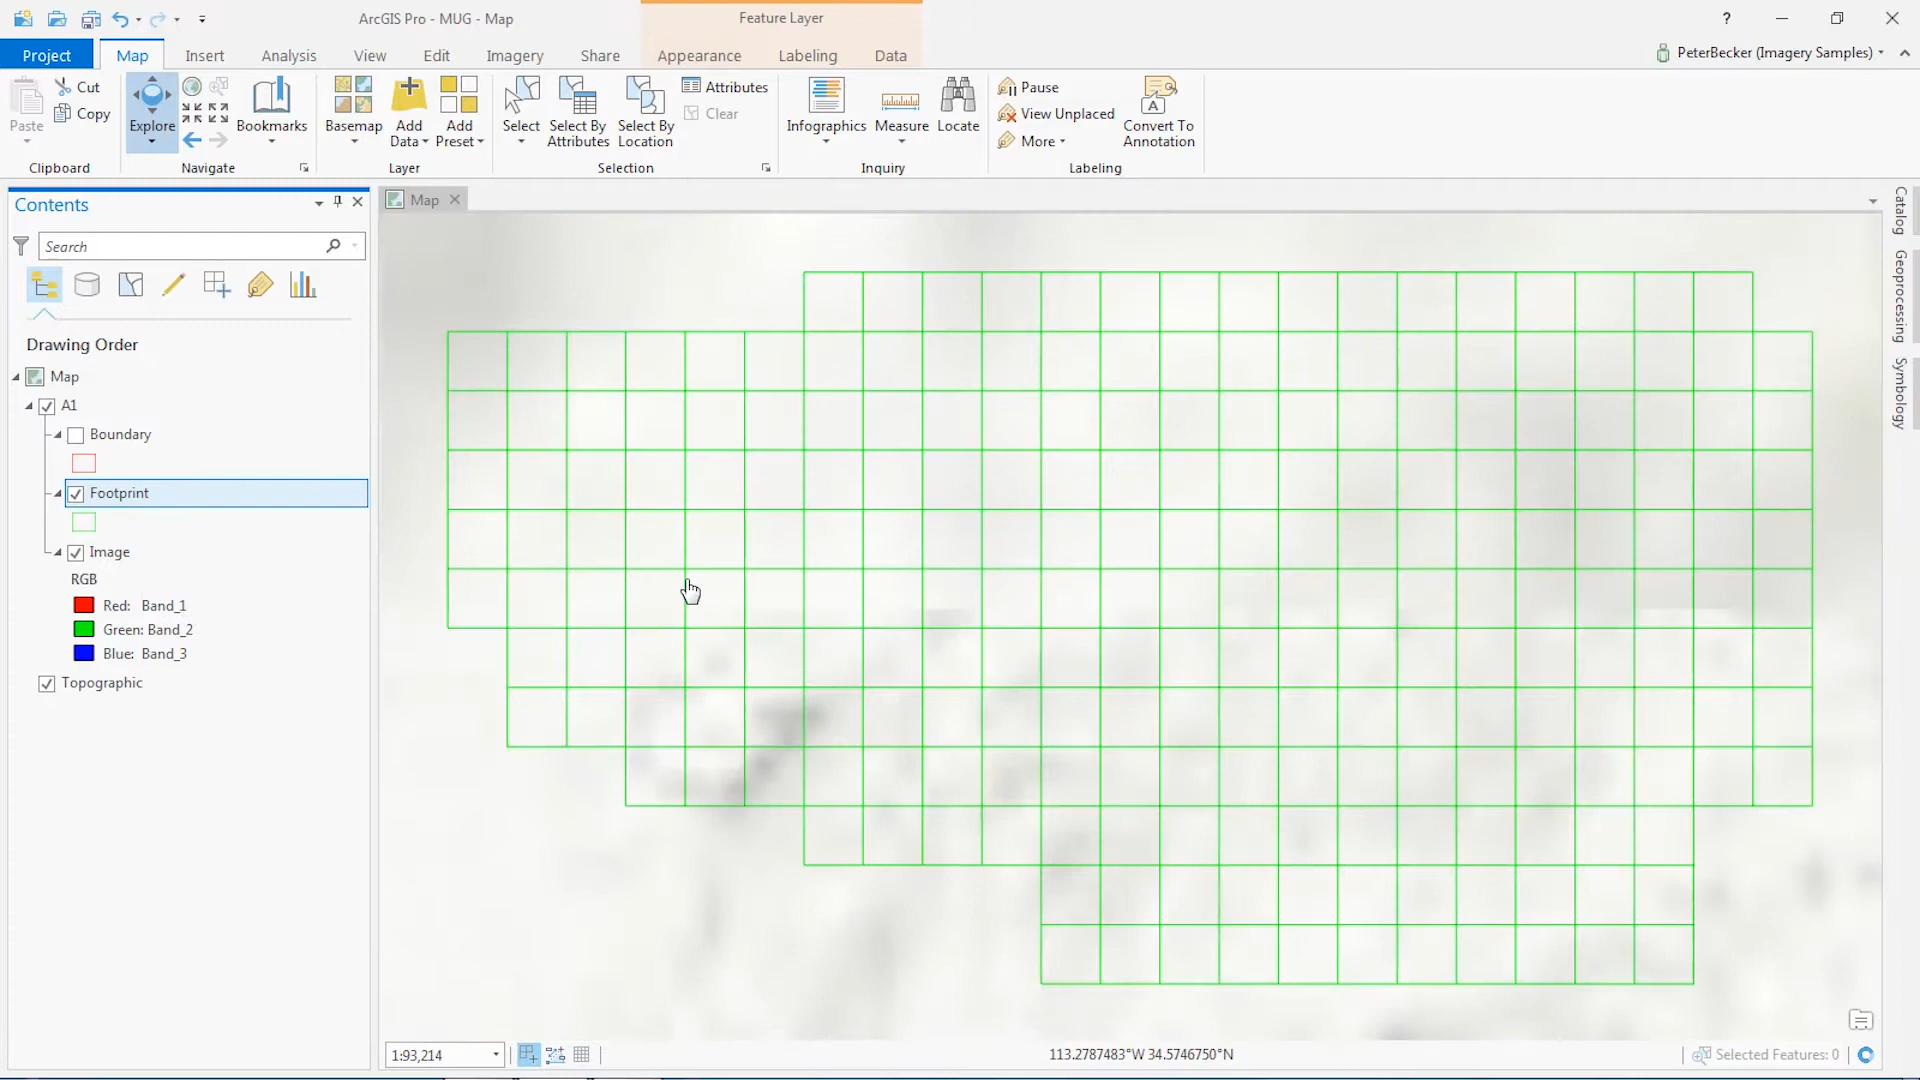 ArcGIS Pro - MUG - Map
Feature Layer
?
Project
Map
Insert
Analysis
View
Edit
Imagery
Share
Appearance
Labeling
Data
PeterBecker (Imagery Samples)
Paste
Cut
Copy
Clipboard
Explore
Bookmarks
Navigate
Basemap
Add Data
Add Preset
Layer
Select
Select By Attributes
Select By Location
Attributes
Clear
Selection
Infographics
Measure
Locate
Inquiry
Pause
View Unplaced
More
Convert To Annotation
Labeling
Contents
Search
Drawing Order
Map
A1
Boundary
Footprint
Image
RGB
Red: Band_1
Green: Band_2
Blue: Band_3
Topographic
Map
Catalog
Geoprocessing
Symbology
1:93,214
113.2787483°W 34.5746750°N
Selected Features: 0